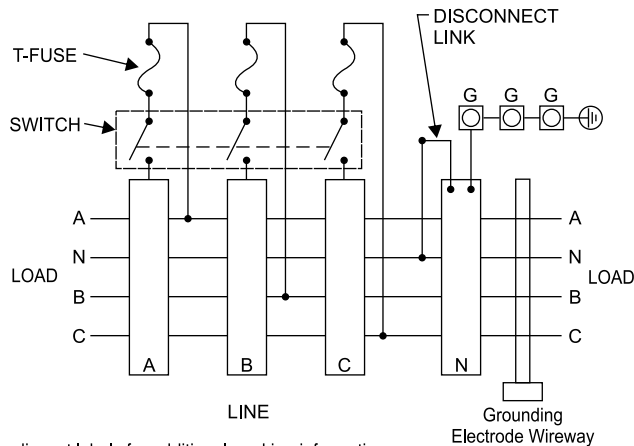 DISCONNECT
LINK
T-FUSE
G G G
SWITCH
A A
N N
LOAD LOAD
B B
C C
A B C N
LINE
Grounding
Electrode Wireway